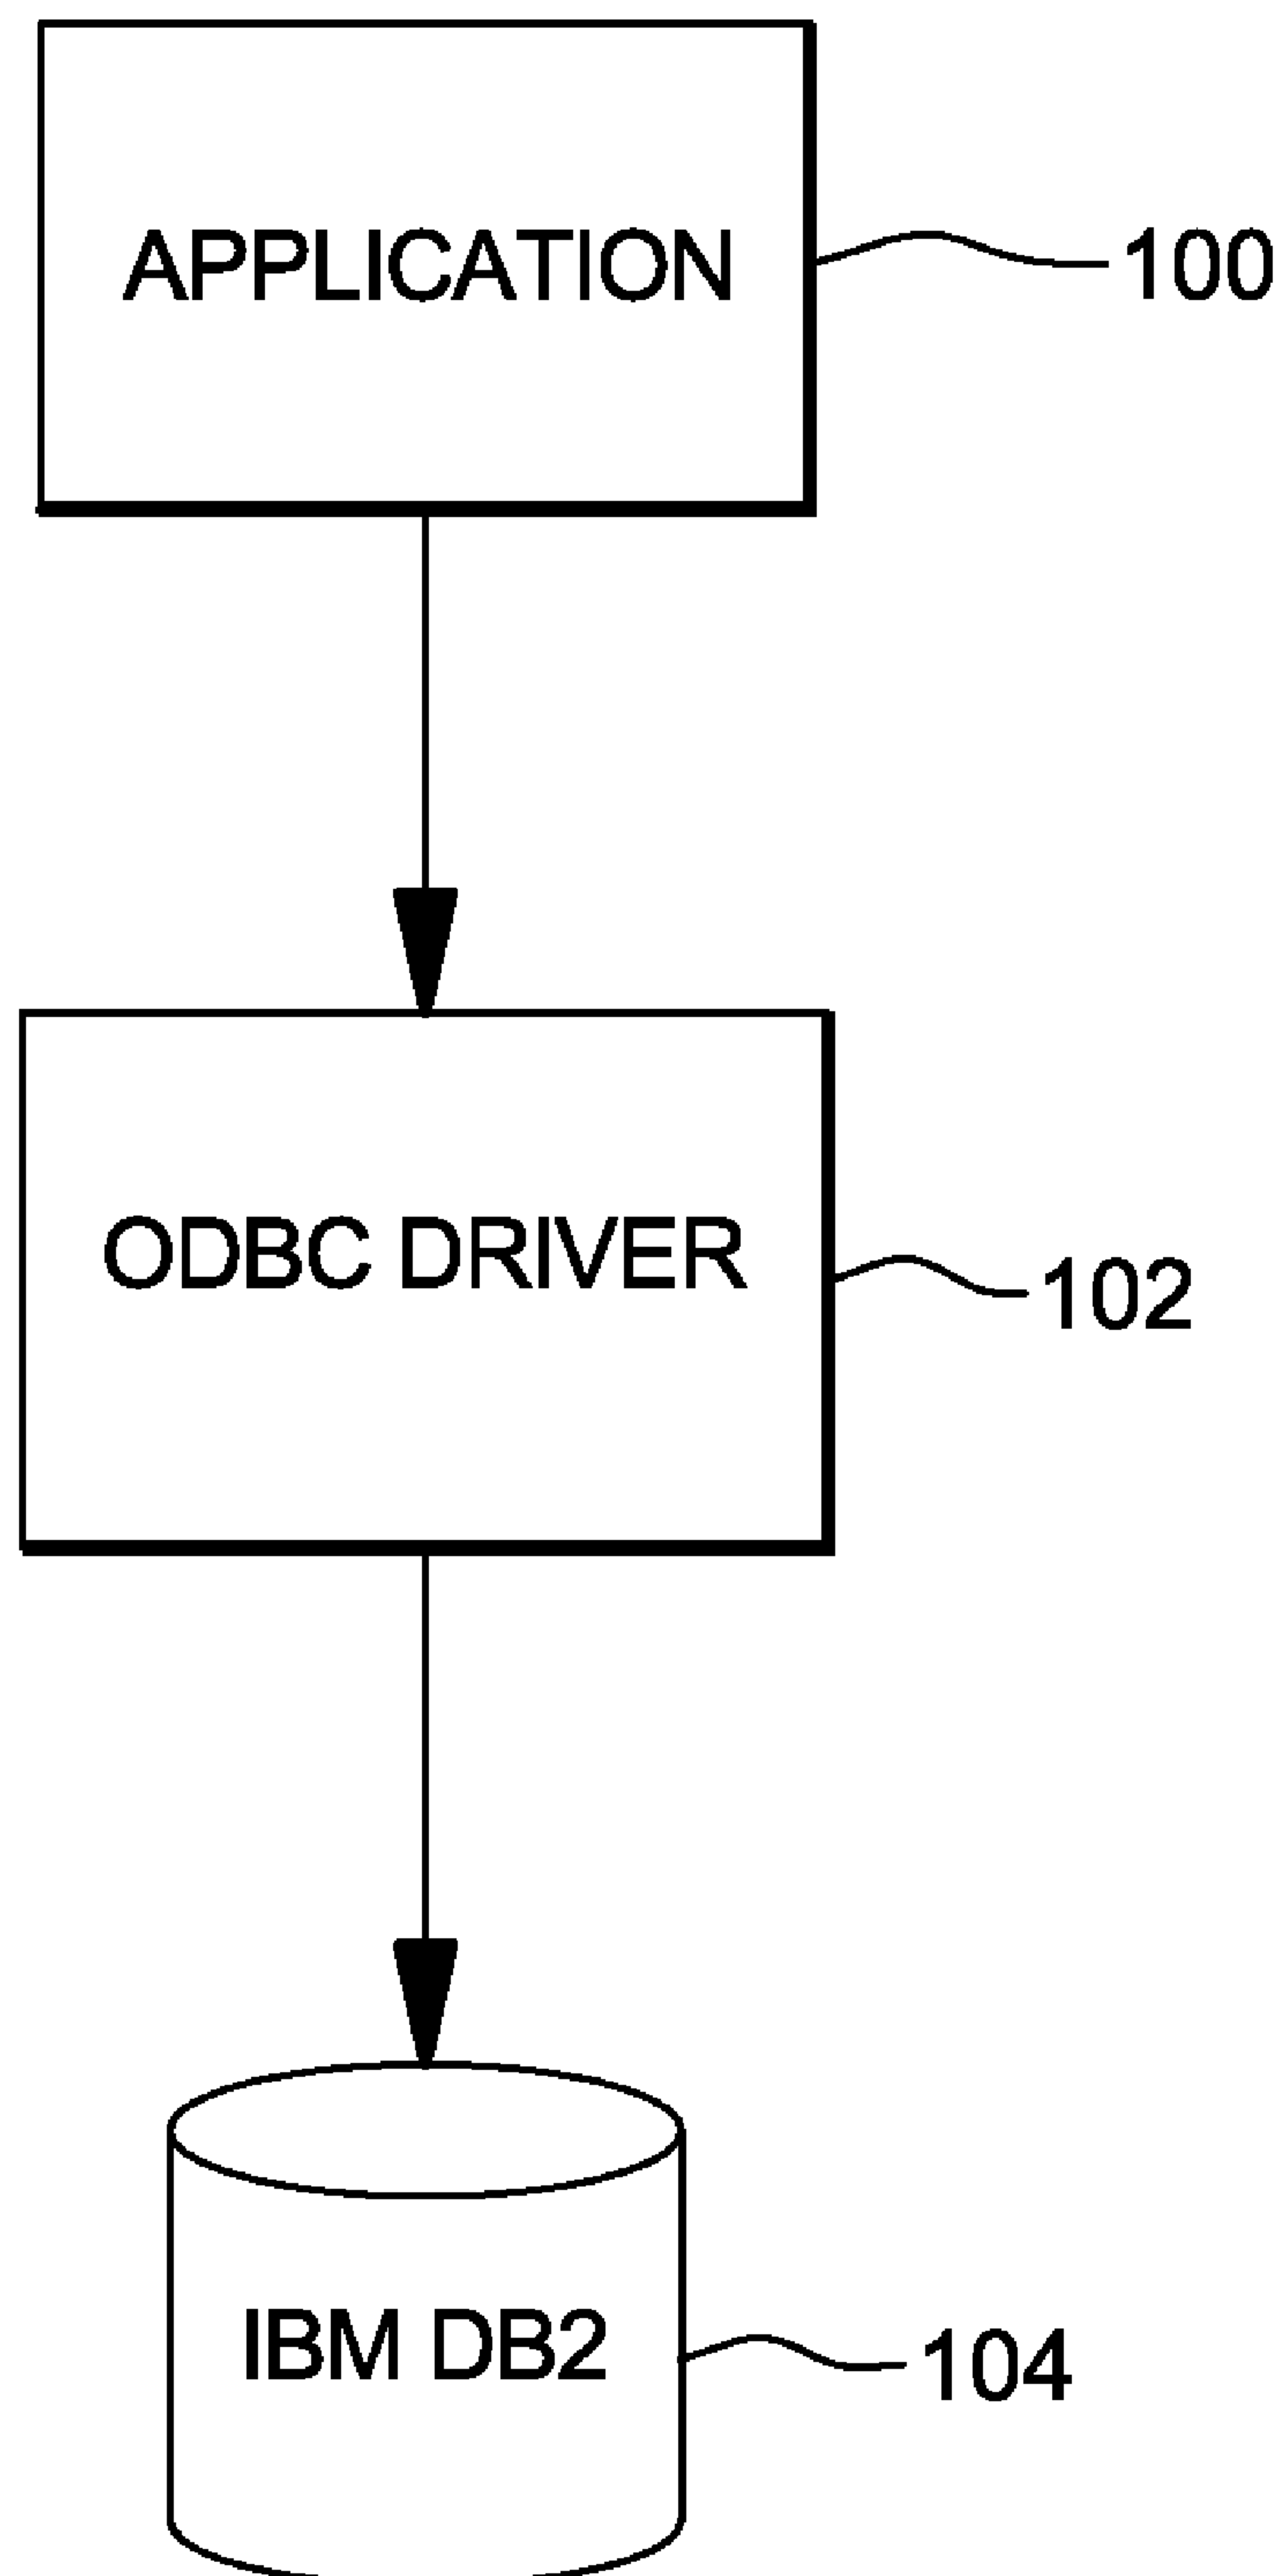 APPLICATION
100
ODBC DRIVER
102
IBM DB2
104